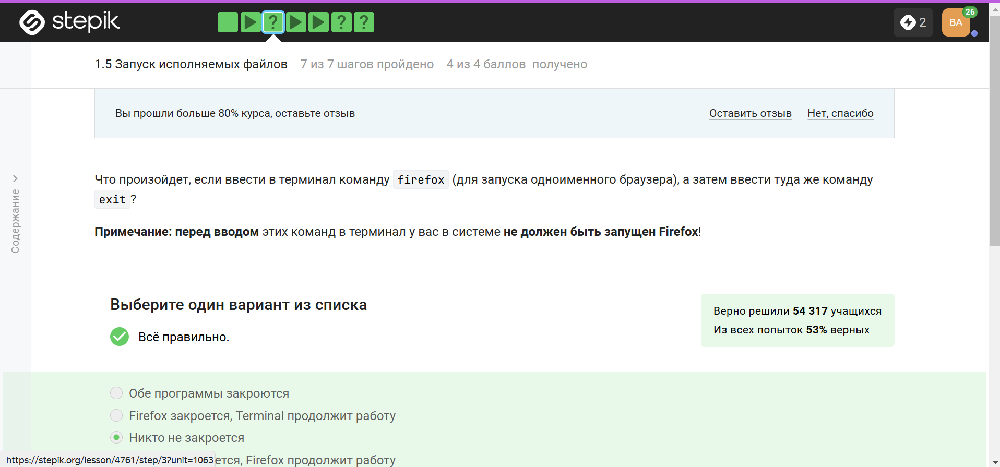 stepik
? ? ?
2
ВА
26
1.5 Запуск исполняемых файлов 7 из 7 шагов пройдено 4 из 4 баллов получено
Вы прошли больше 80% курса, оставьте отзыв
Оставить отзыв Нет, спасибо
Содержание
Что произойдет, если ввести в терминал команду firefox (для запуска одноименного браузера), а затем ввести туда же команду
exit ?
Примечание: перед вводом этих команд в терминал у вас в системе не должен быть запущен Firefox!
Выберите один вариант из списка
Всё правильно.
Верно решили 54 317 учащихся
Из всех попыток 53% верных
Обе программы закроются
Firefox закроется, Terminal продолжит работу
Никто не закроется
ется, Firefox продолжит работу
https://stepik.org/lesson/4761/step/3?unit=1063